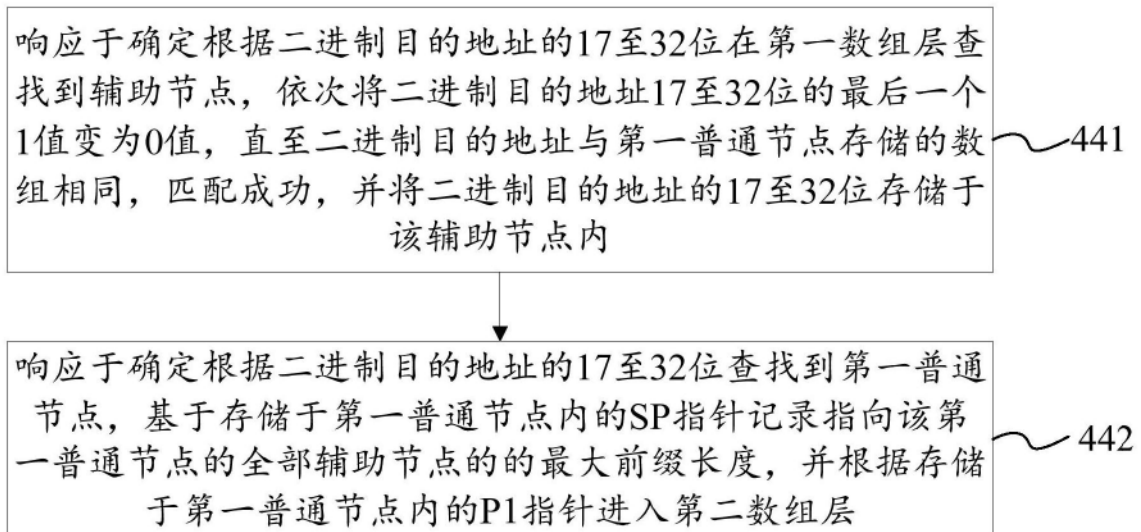 响应于确定根据二进制目的地址的17至32位在第一数组层查
找到辅助节点，依次将二进制目的地址17至32位的最后一个
1值变为0值，直至二进制目的地址与第一普通节点存储的数
组相同，匹配成功，并将二进制目的地址的17至32位存储于
该辅助节点内
441
响应于确定根据二进制目的地址的17至32位查找到第一普通
节点，基于存储于第一普通节点内的SP指针记录指向该第
一普通节点的全部辅助节点的的最大前缀长度，并根据存储
于第一普通节点内的P1指针进入第二数组层
442